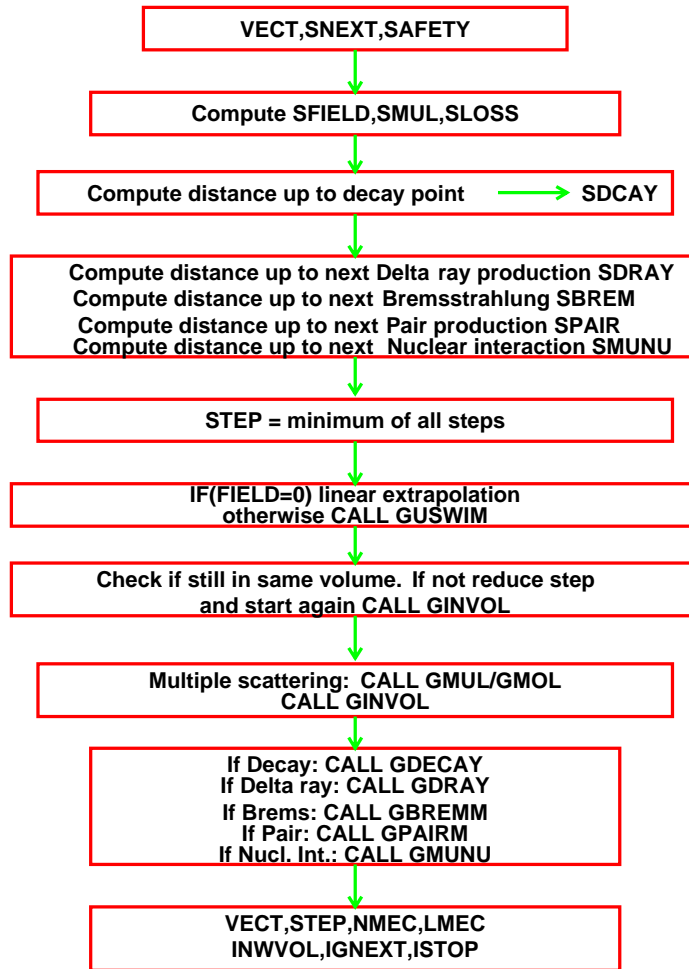 VECT,SNEXT,SAFETY
Compute SFIELD,SMUL,SLOSS
Compute distance up to decay point SDCAY
Compute distance up to next Delta ray production SDRAY
Compute distance up to next Bremsstrahlung SBREM
Compute distance up to next Pair production SPAIR
Compute distance up to next Nuclear interaction SMUNU
STEP = minimum of all steps
IF(FIELD=0) linear extrapolation
otherwise CALL GUSWIM
Check if still in same volume. If not reduce step
and start again CALL GINVOL
Multiple scattering: CALL GMUL/GMOL
CALL GINVOL
If Decay: CALL GDECAY
If Delta ray: CALL GDRAY
If Brems: CALL GBREMM
If Pair: CALL GPAIRM
If Nucl. Int.: CALL GMUNU
VECT,STEP,NMEC,LMEC
INWVOL,IGNEXT,ISTOP